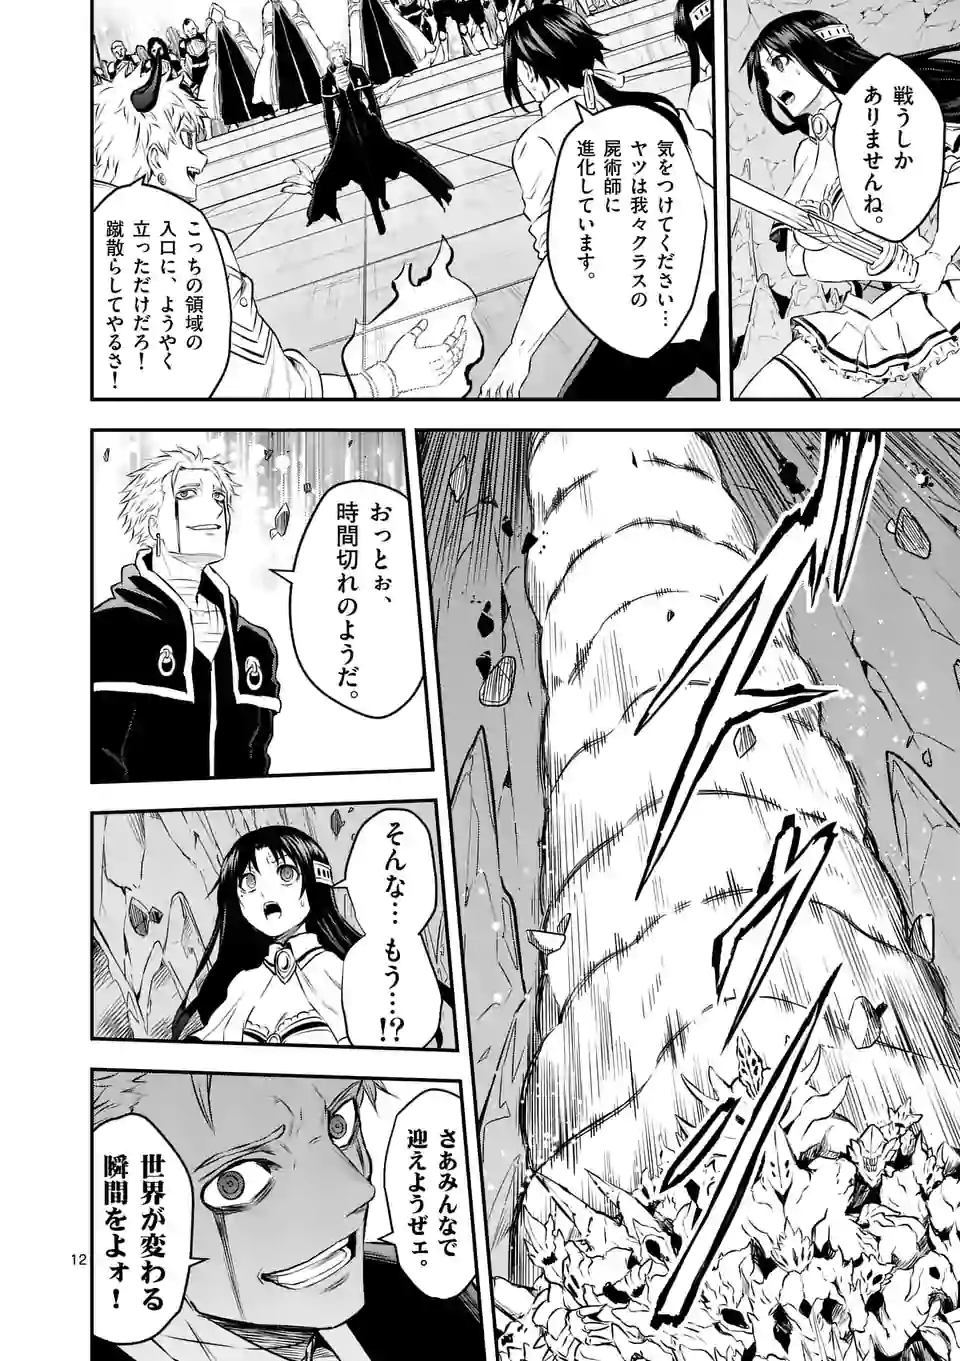 戦うしか
ありませんね。
気をつけてください…
ヤツは我々クラスの
屍術師に
進化しています。
こっちの領域の
入口に、ようやく
立っただけだろ！
蹴散らしてやるさ！
おっとぉ、
時間切れのようだ。
そんな…もう…!?
さあみんなで
迎えようぜェ。
世界が変わる
瞬間をよォ！
12